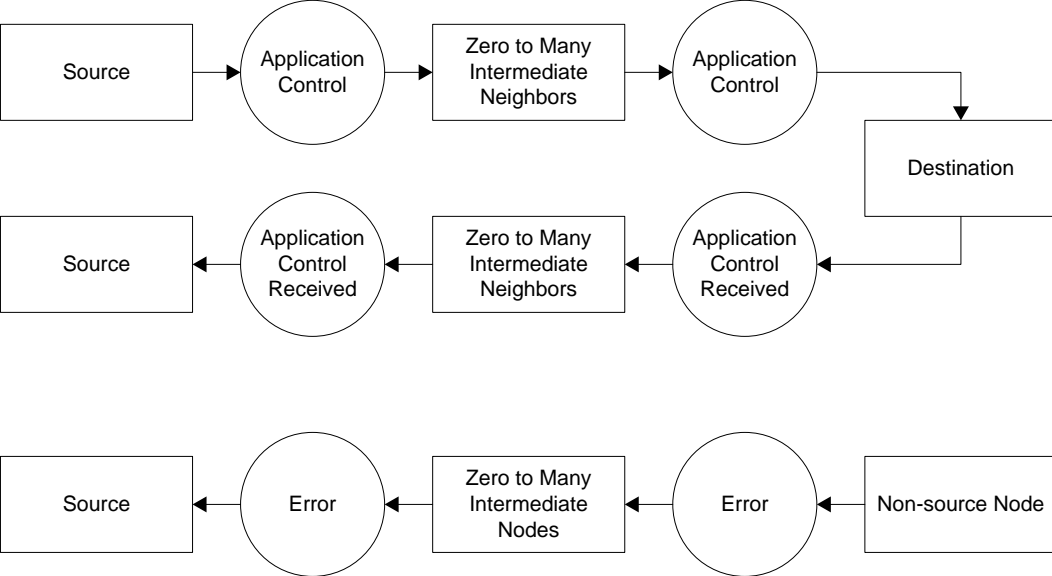 Source
Application
Control
Zero to Many
Intermediate
Neighbors
Application
Control
Destination
Source
Application
Control
Received
Zero to Many
Intermediate
Neighbors
Application
Control
Received
Source
Error
Zero to Many
Intermediate
Nodes
Error
Non-source Node